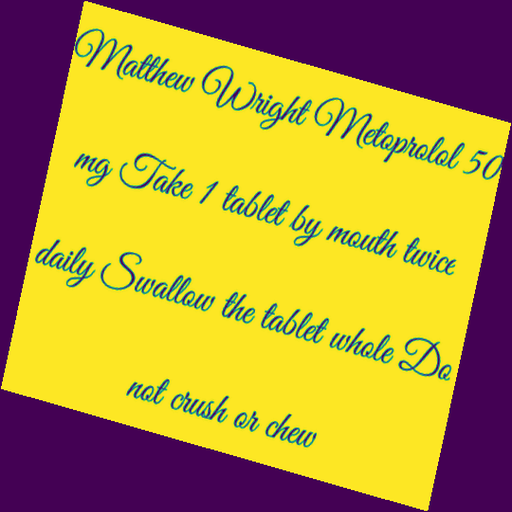 Matthew Wright Metoprolol 50
mg Take 1 tablet by mouth twice
daily Swallow the tablet whole Do
not crush or chew